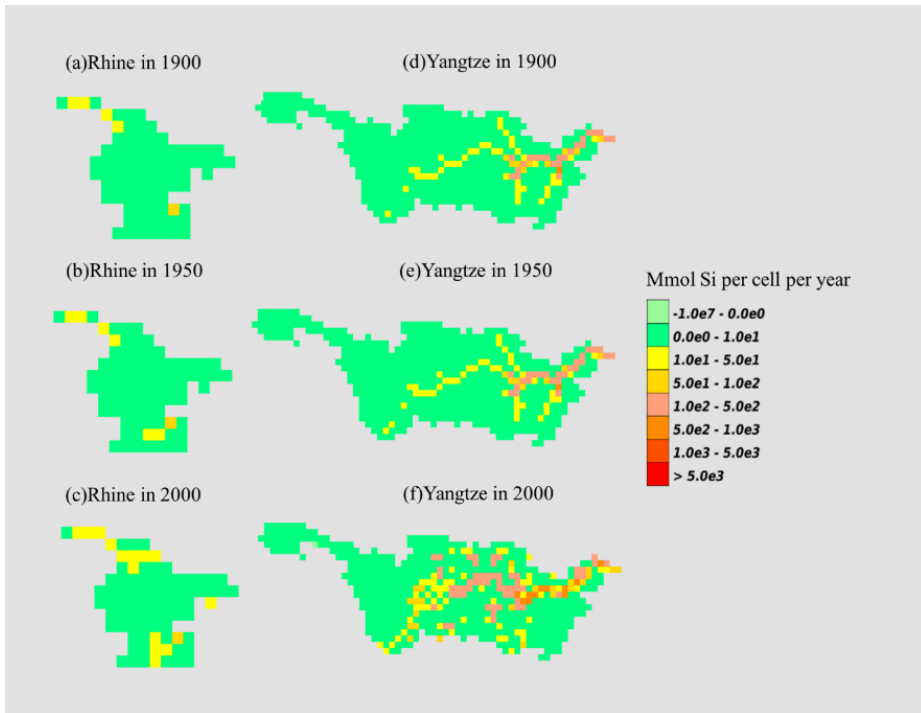 (a)Rhine in 1900
(d)Yangtze in 1900
(b)Rhine in 1950
(e)Yangtze in 1950
Mmol Si per cell per year
-1.0e7 - 0.0e0
0.0e0 - 1.0e1
1.0e1 - 5.0e1
5.0e1 - 1.0e2
1.0e2 - 5.0e2
5.0e2 - 1.0e3
1.0e3 - 5.0e3
> 5.0e3
(c)Rhine in 2000
(f)Yangtze in 2000